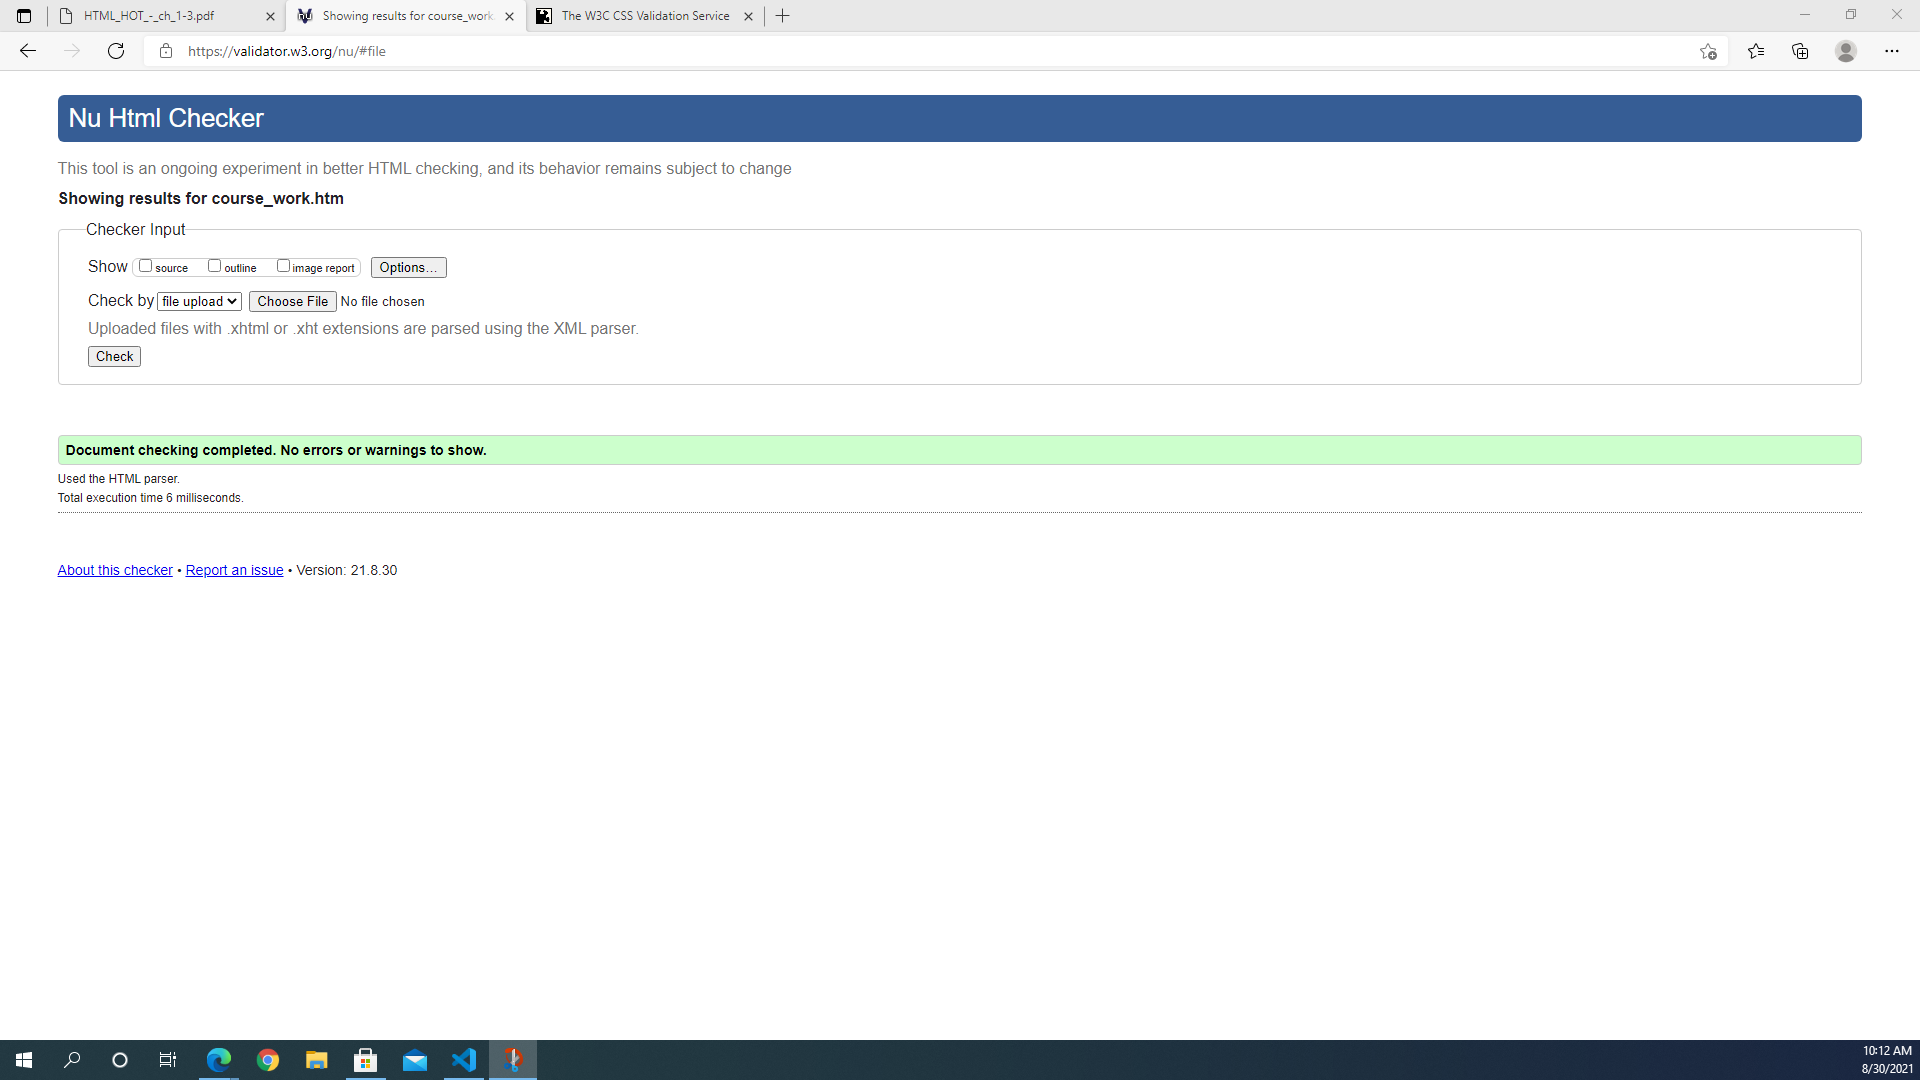 HTML_HOT_-_ch_1-3.pdf
Showing results for course_work.
The W3C CSS Validation Service
https://validator.w3.org/nu/#file
Nu Html Checker
This tool is an ongoing experiment in better HTML checking, and its behavior remains subject to change
Showing results for course_work.htm
Checker Input
Show source outline image report Options...
Check by file upload Choose File No file chosen
Uploaded files with .xhtml or .xht extensions are parsed using the XML parser.
Check
Document checking completed. No errors or warnings to show.
Used the HTML parser.
Total execution time 6 milliseconds.
About this checker • Report an issue • Version: 21.8.30
10:12 AM
8/30/2021